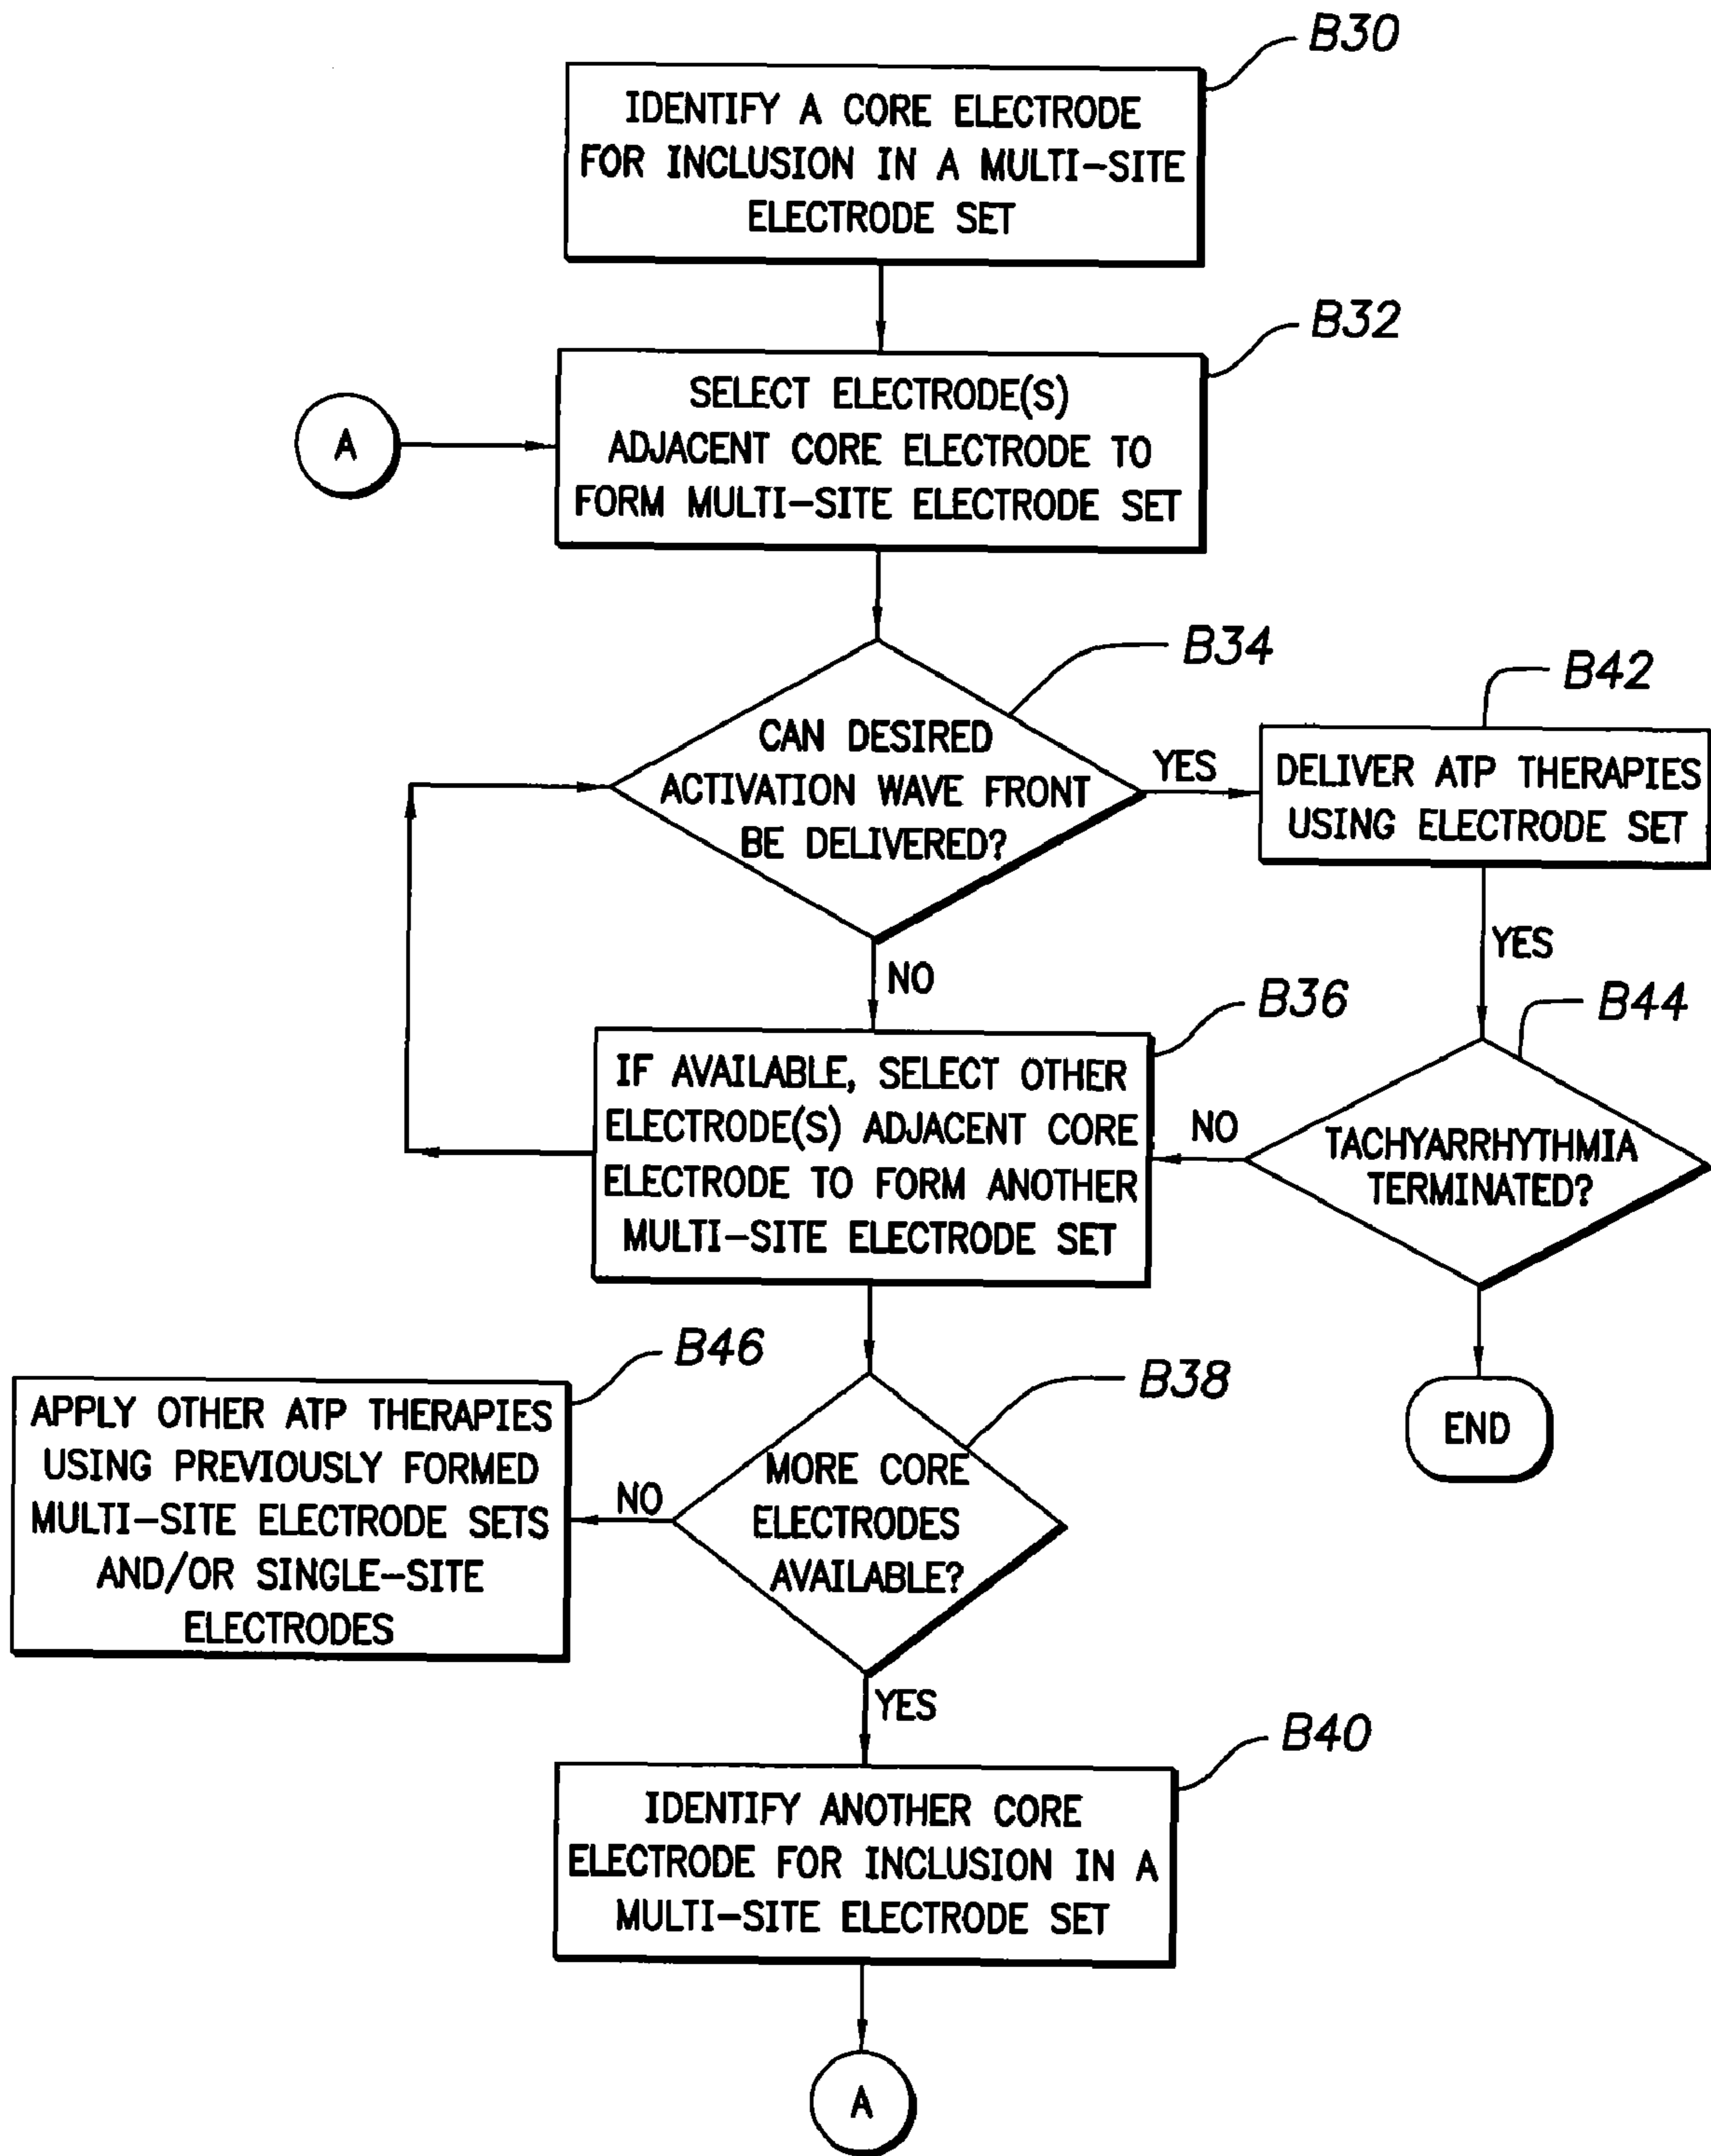 B30
IDENTIFY A CORE ELECTRODE
FOR INCLUSION IN A MULTI-SITE
ELECTRODE SET
B32
SELECT ELECTRODE(S)
ADJACENT CORE ELECTRODE TO
FORM MULTI-SITE ELECTRODE SET
A
B34
CAN DESIRED
ACTIVATION WAVE FRONT
BE DELIVERED?
YES
B42
DELIVER ATP THERAPIES
USING ELECTRODE SET
YES
NO
B36
IF AVAILABLE, SELECT OTHER
ELECTRODE(S) ADJACENT CORE
ELECTRODE TO FORM ANOTHER
MULTI-SITE ELECTRODE SET
NO
B44
TACHYARRHYTHMIA
TERMINATED?
END
B46
APPLY OTHER ATP THERAPIES
USING PREVIOUSLY FORMED
MULTI-SITE ELECTRODE SETS
AND/OR SINGLE-SITE
ELECTRODES
NO
B38
MORE CORE
ELECTRODES
AVAILABLE?
YES
B40
IDENTIFY ANOTHER CORE
ELECTRODE FOR INCLUSION IN A
MULTI-SITE ELECTRODE SET
A